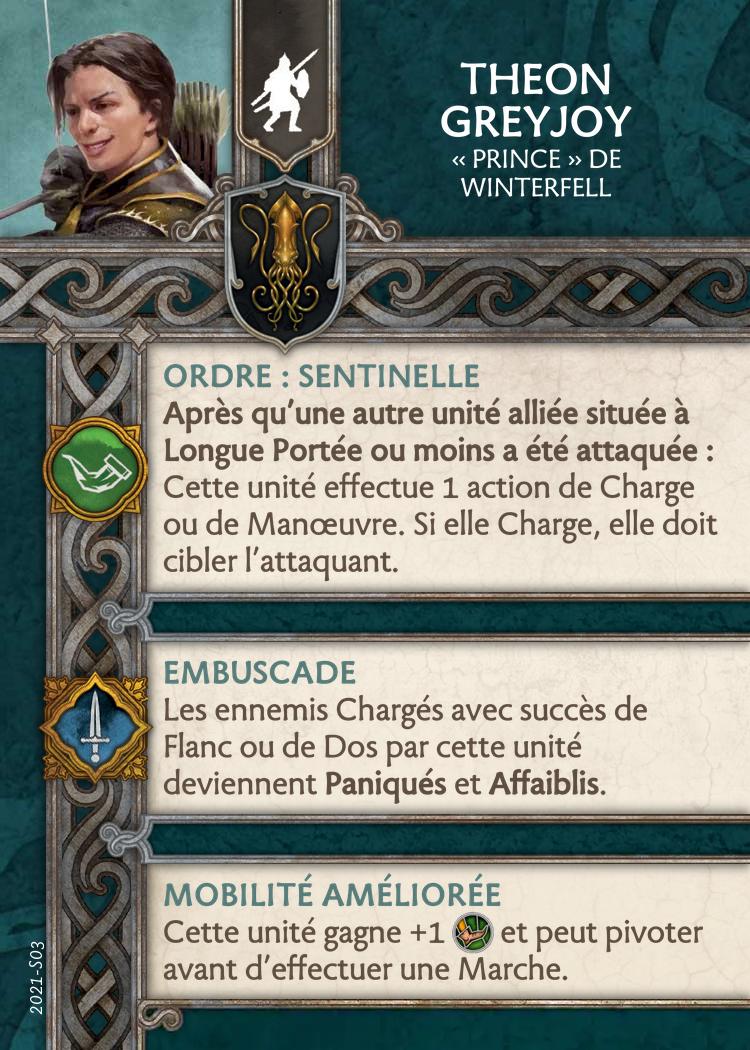 THEON
GREYJOY
« PRINCE » DE
WINTERFELL
ORDRE : SENTINELLE
Après qu’une autre unité alliée située à
Longue Portée ou moins a été attaquée :
Cette unité effectue 1 action de Charge
ou de Manœuvre. Si elle Charge, elle doit
cibler l’attaquant.
EMBUSCADE
Les ennemis Chargés avec succès de
Flanc ou de Dos par cette unité
deviennent Paniqués et Affaiblis.
MOBILITÉ AMÉLIORÉE
Cette unité gagne +1 et peut pivoter
avant d’effectuer une Marche.
2021-S03